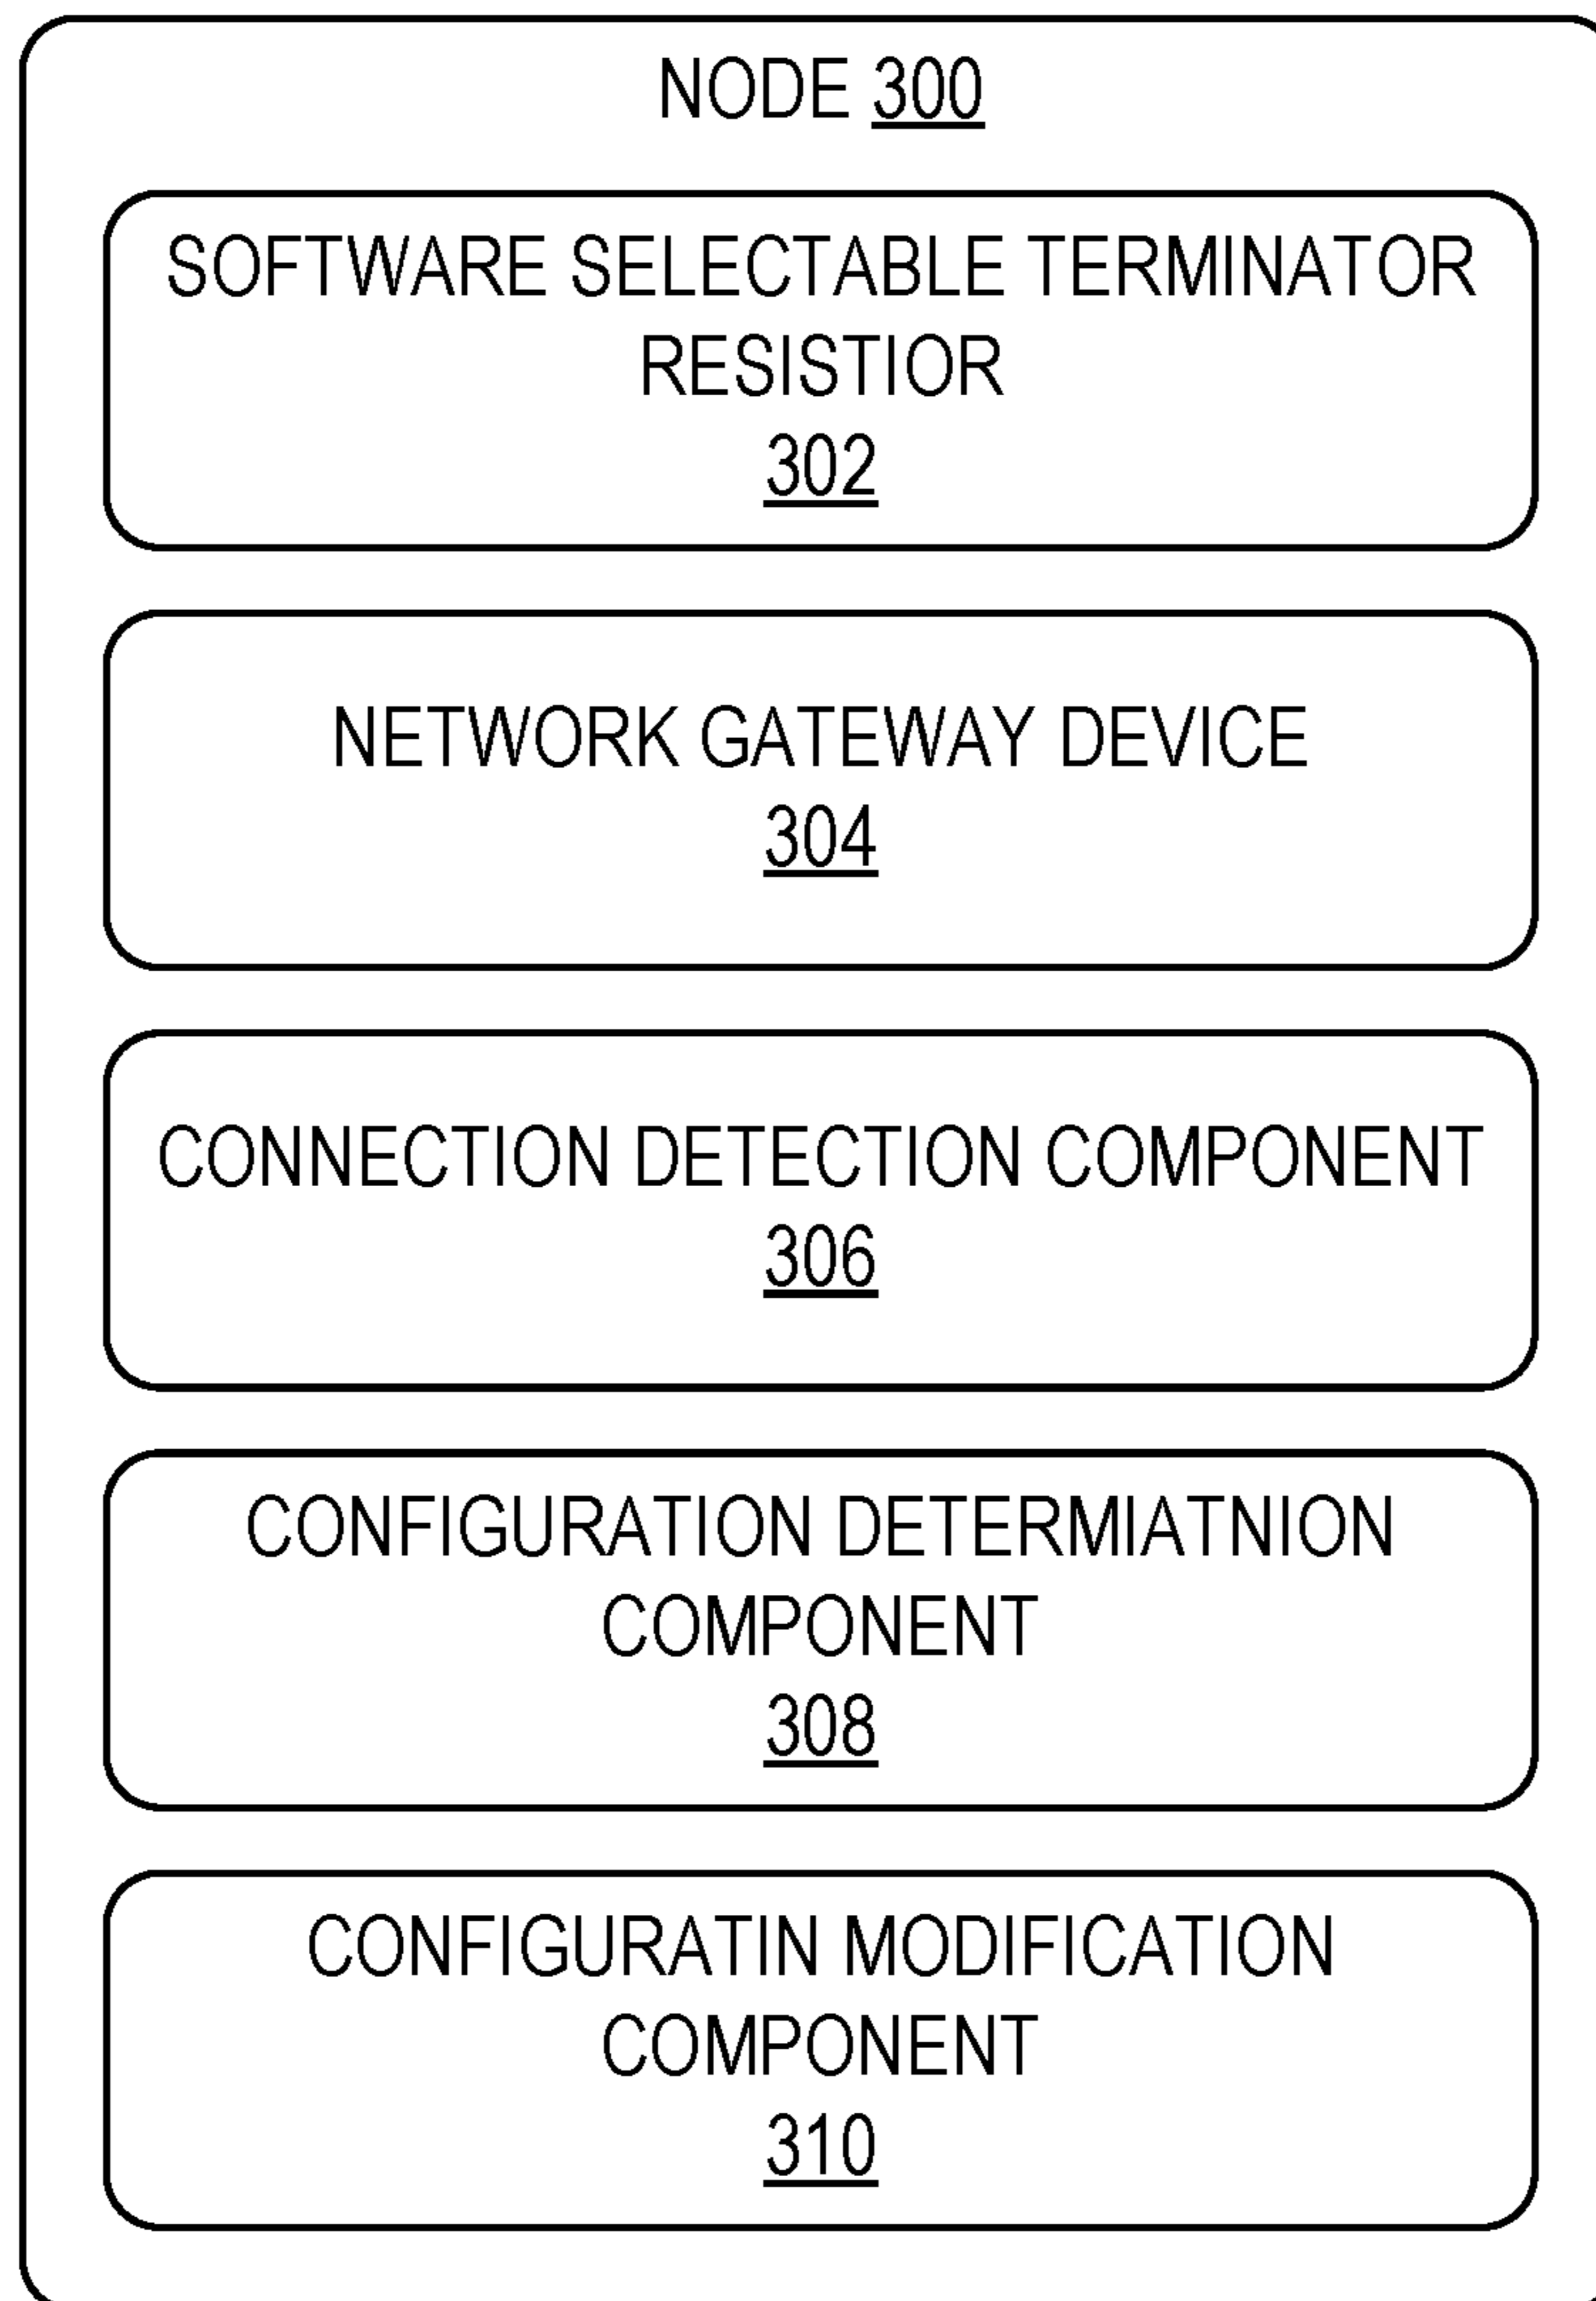 NODE 300
SOFTWARE SELECTABLE TERMINATOR
RESISTIOR
302
NETWORK GATEWAY DEVICE
304
CONNECTION DETECTION COMPONENT
306
CONFIGURATION DETERMIATNION
COMPONENT
308
CONFIGURATIN MODIFICATION
COMPONENT
310